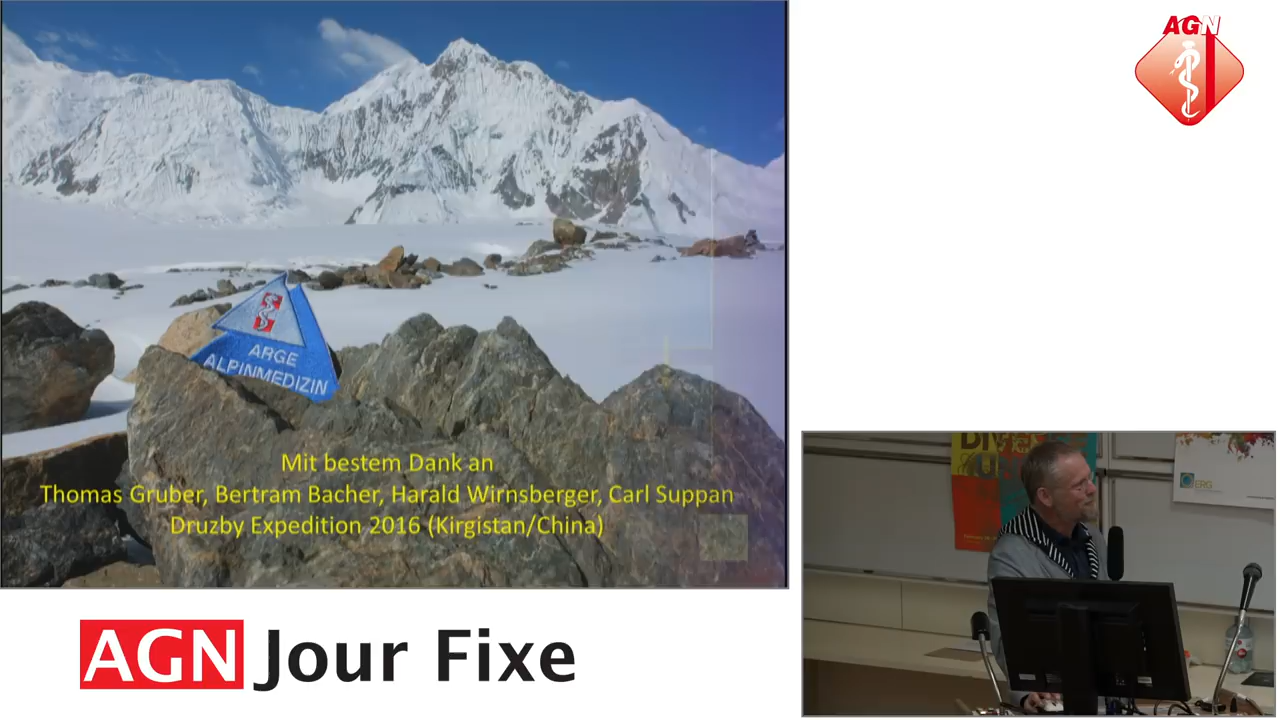 AGN
ARGE
ALPINMEDIZIN
Mit bestem Dank an
Thomas Gruber, Bertram Bacher, Harald Wirnsberger, Carl Suppan
Druzby Expedition 2016 (Kirgistan/China)
ERG
AGN Jour Fixe